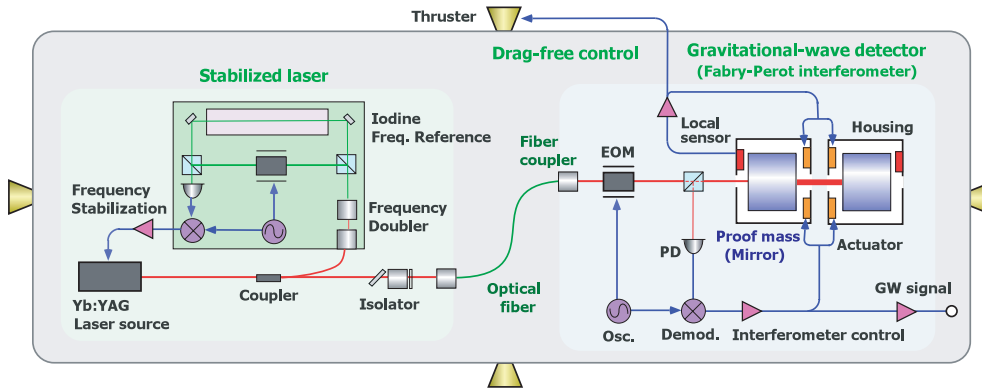 Thruster
Drag-free control
Gravitational-wave detector
(Fabry-Perot interferometer)
Stabilized laser
Iodine
Freq. Reference
Local
sensor
Housing
Fiber
coupler
EOM
Frequency
Stabilization
Frequency
Doubler
PD
Proof mass
(Mirror)
Actuator
Yb:YAG
Laser source
Coupler
Isolator
Optical
fiber
GW signal
Osc.
Demod.
Interferometer control